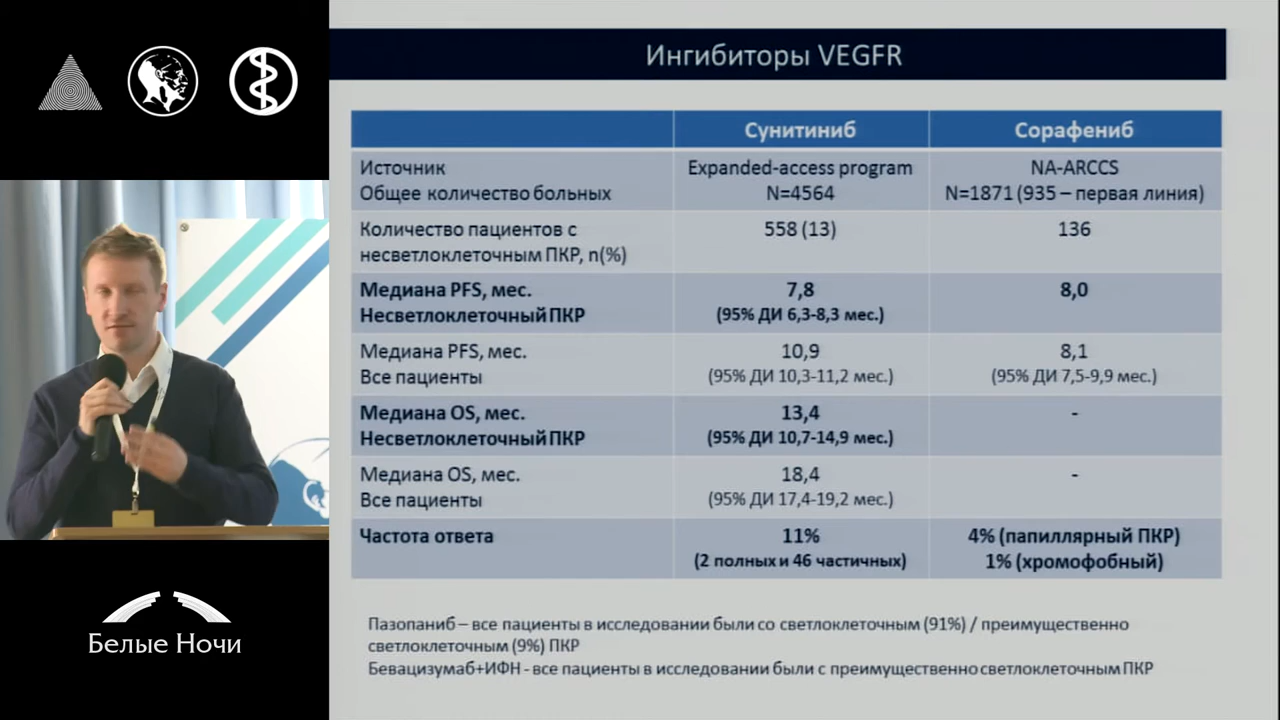 Ингибиторы VEGFR
Сунитиниб
Сорафениб
Источник
Общее количество больных
Expanded-access program
N=4564
NA-ARCCS
N=1871 (935 – первая линия)
Количество пациентов с
несветлоклеточным ПКР, n(%)
558 (13)
136
Медиана PFS, мес.
Несветлоклеточный ПКР
7,8
(95% ДИ 6,3-8,3 мес.)
8,0
Медиана PFS, мес.
Все пациенты
10,9
(95% ДИ 10,3-11,2 мес.)
8,1
(95% ДИ 7,5-9,9 мес.)
Медиана OS, мес.
Несветлоклеточный ПКР
13,4
(95% ДИ 10,7-14,9 мес.)
-
Медиана OS, мес.
Все пациенты
18,4
(95% ДИ 17,4-19,2 мес.)
-
Частота ответа
11%
(2 полных и 46 частичных)
4% (папиллярный ПКР)
1% (хромофобный)
Пазопаниб – все пациенты в исследовании были со светлоклеточным (91%) / преимущественно
светлоклеточным (9%) ПКР
Бевацизумаб+ИФН - все пациенты в исследовании были с преимущественно светлоклеточным ПКР
Белые Ночи